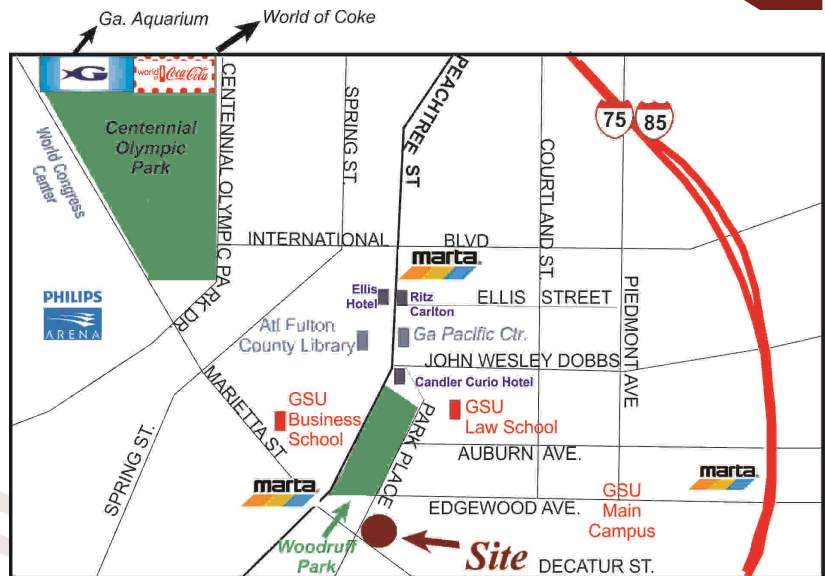 Ga. Aquarium
World of Coke
G
World of Coca-Cola
Centennial
Olympic
Park
World Congress
Center
CENTENNIAL OLYMPIC PARK DR
SPRING ST.
PEACHTREE ST
COURTLAND ST.
75
85
INTERNATIONAL BLVD
marta
PHILIPS
ARENA
Ellis
Hotel
Ritz
Carlton
ELLIS STREET
PIEDMONT AVE
Atl Fulton
County Library
Ga Pacific Ctr.
JOHN WESLEY DOBBS
Candler Curio Hotel
MARIETTA ST
GSU
Business
School
PARK PLACE
GSU
Law School
AUBURN AVE.
SPRING ST.
marta
marta
EDGEWOOD AVE.
GSU
Main
Campus
Woodruff
Park
Site
DECATUR ST.